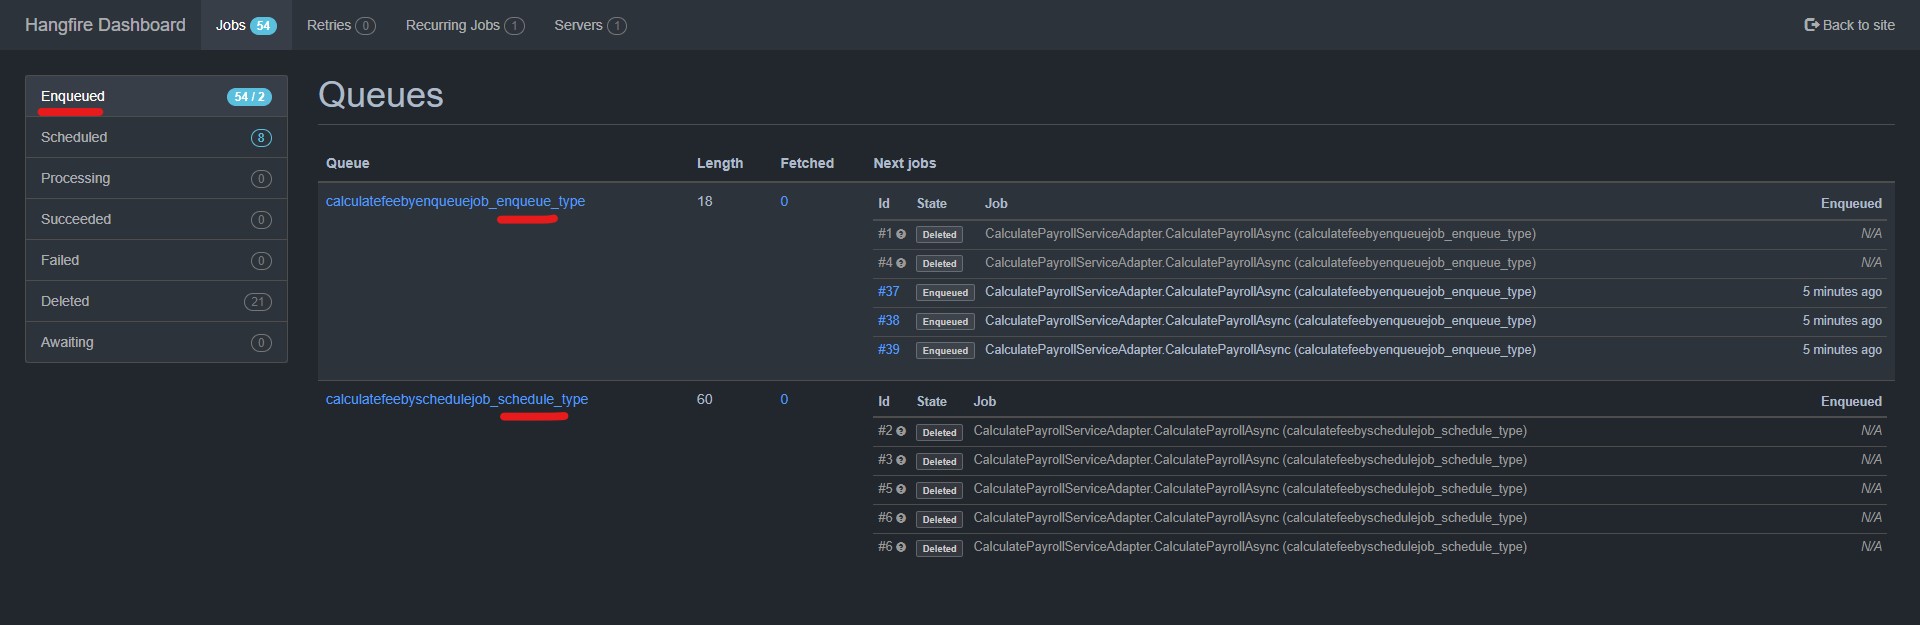 Hangfire Dashboard Jobs 54 Retries 0 Recurring Jobs 1 Servers 1 Back to site
Enqueued 54 / 2
Scheduled 8
Processing 0
Succeeded 0
Failed 0
Deleted 21
Awaiting 0
Queues
Queue Length Fetched Next jobs
calculatefeebyenqueuejob_enqueue_type 18 0
Id State Job Enqueued
#1 Deleted CalculatePayrollServiceAdapter.CalculatePayrollAsync (calculatefeebyenqueuejob_enqueue_type) N/A
#4 Deleted CalculatePayrollServiceAdapter.CalculatePayrollAsync (calculatefeebyenqueuejob_enqueue_type) N/A
#37 Enqueued CalculatePayrollServiceAdapter.CalculatePayrollAsync (calculatefeebyenqueuejob_enqueue_type) 5 minutes ago
#38 Enqueued CalculatePayrollServiceAdapter.CalculatePayrollAsync (calculatefeebyenqueuejob_enqueue_type) 5 minutes ago
#39 Enqueued CalculatePayrollServiceAdapter.CalculatePayrollAsync (calculatefeebyenqueuejob_enqueue_type) 5 minutes ago
calculatefeebyschedulejob_schedule_type 60 0
Id State Job Enqueued
#2 Deleted CalculatePayrollServiceAdapter.CalculatePayrollAsync (calculatefeebyschedulejob_schedule_type) N/A
#3 Deleted CalculatePayrollServiceAdapter.CalculatePayrollAsync (calculatefeebyschedulejob_schedule_type) N/A
#5 Deleted CalculatePayrollServiceAdapter.CalculatePayrollAsync (calculatefeebyschedulejob_schedule_type) N/A
#6 Deleted CalculatePayrollServiceAdapter.CalculatePayrollAsync (calculatefeebyschedulejob_schedule_type) N/A
#6 Deleted CalculatePayrollServiceAdapter.CalculatePayrollAsync (calculatefeebyschedulejob_schedule_type) N/A